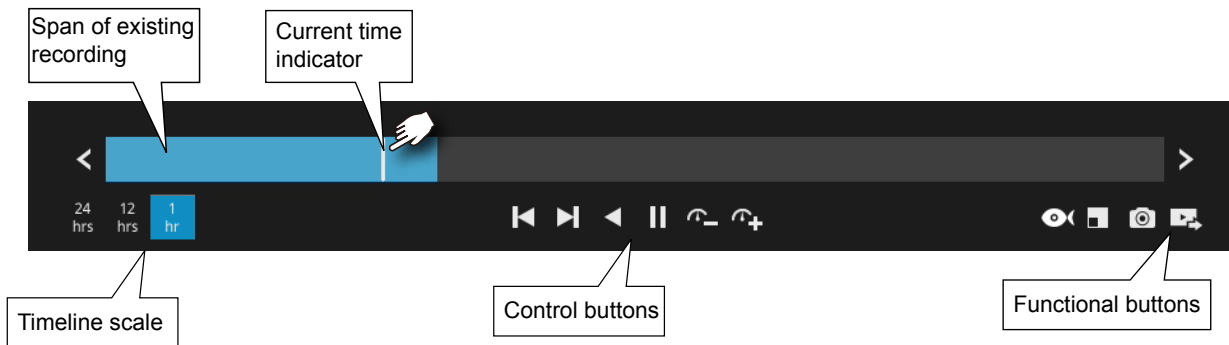 Span of existing
recording
Current time
indicator
24
hrs
12
hrs
1
hr
Timeline scale
Control buttons
Functional buttons